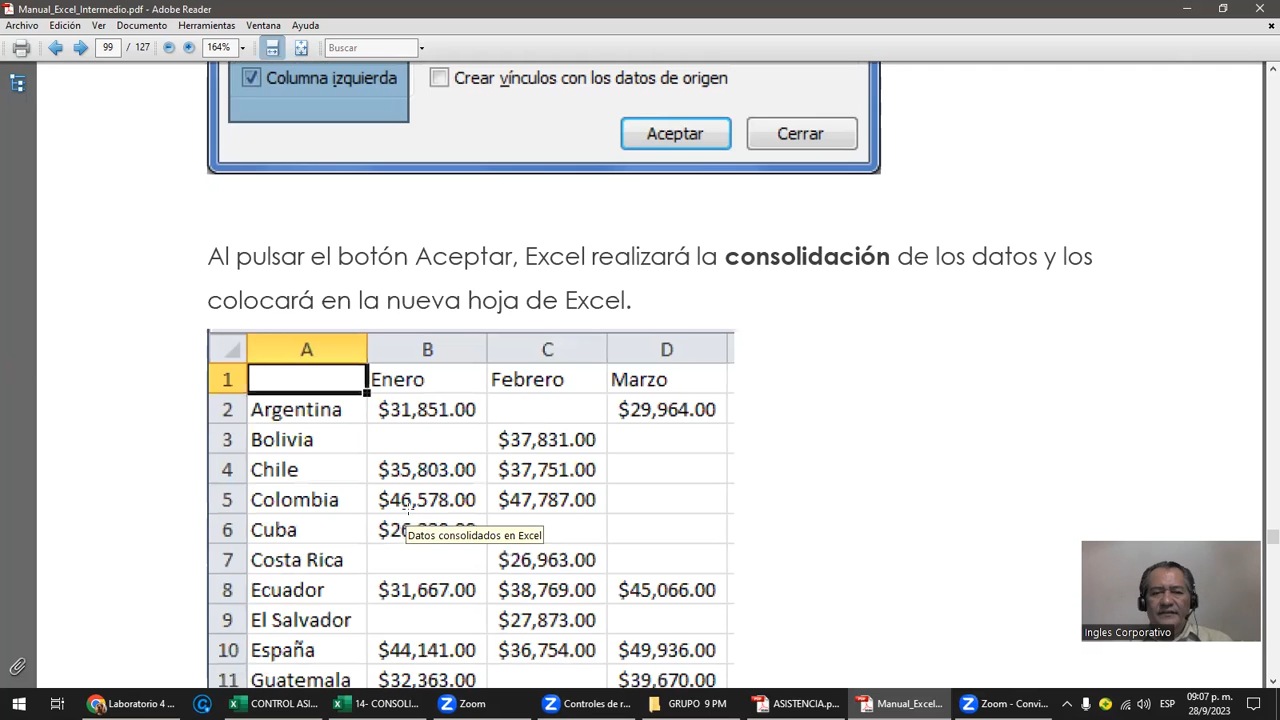 Manual_Excel_Intermedio.pdf - Adobe Reader
Archivo Edición Ver Documento Herramientas Ventana Ayuda
99 / 127 164% Buscar
Columna izquierda Crear vínculos con los datos de origen
Aceptar Cerrar
Al pulsar el botón Aceptar, Excel realizará la consolidación de los datos y los
colocará en la nueva hoja de Excel.
A B C D
1 Enero Febrero Marzo
2 Argentina $31,851.00 $29,964.00
3 Bolivia $37,831.00
4 Chile $35,803.00 $37,751.00
5 Colombia $46,578.00 $47,787.00
6 Cuba
Datos consolidados en Excel
7 Costa Rica $26,963.00
8 Ecuador $31,667.00 $38,769.00 $45,066.00
9 El Salvador $27,873.00
10 España $44,141.00 $36,754.00 $49,936.00
11 Guatemala $32,363.00 $39,670.00
Ingles Corporativo
Laboratorio 4 ... CONTROL ASI... 14- CONSOLI... Zoom Controles de r... GRUPO 9 PM ASISTENCIA.p... Manual_Excel... Zoom - Convi... ESP 09:07 p. m.
28/9/2023